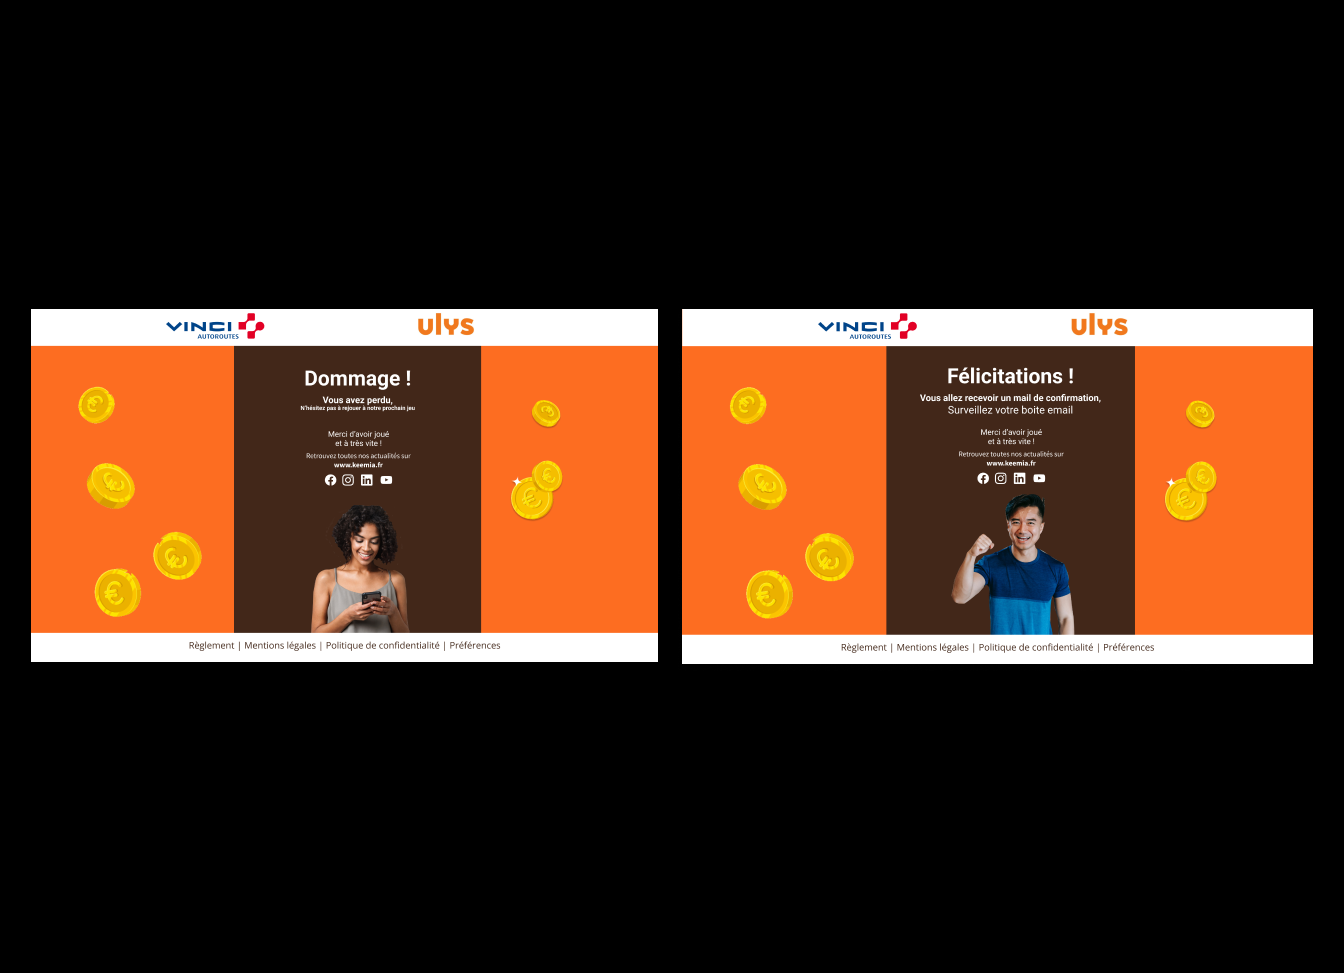 VINCI
AUTOROUTES
ulys
Dommage !
Vous avez perdu,
N'hésitez pas à rejouer à notre prochain jeu
Merci d'avoir joué
et à très vite !
Retrouvez toutes nos actualités sur
www.keemia.fr
Règlement | Mentions légales | Politique de confidentialité | Préférences
VINCI
AUTOROUTES
ulys
Félicitations !
Vous allez recevoir un mail de confirmation,
Surveillez votre boite email
Merci d'avoir joué
et à très vite !
Retrouvez toutes nos actualités sur
www.keemia.fr
Règlement | Mentions légales | Politique de confidentialité | Préférences